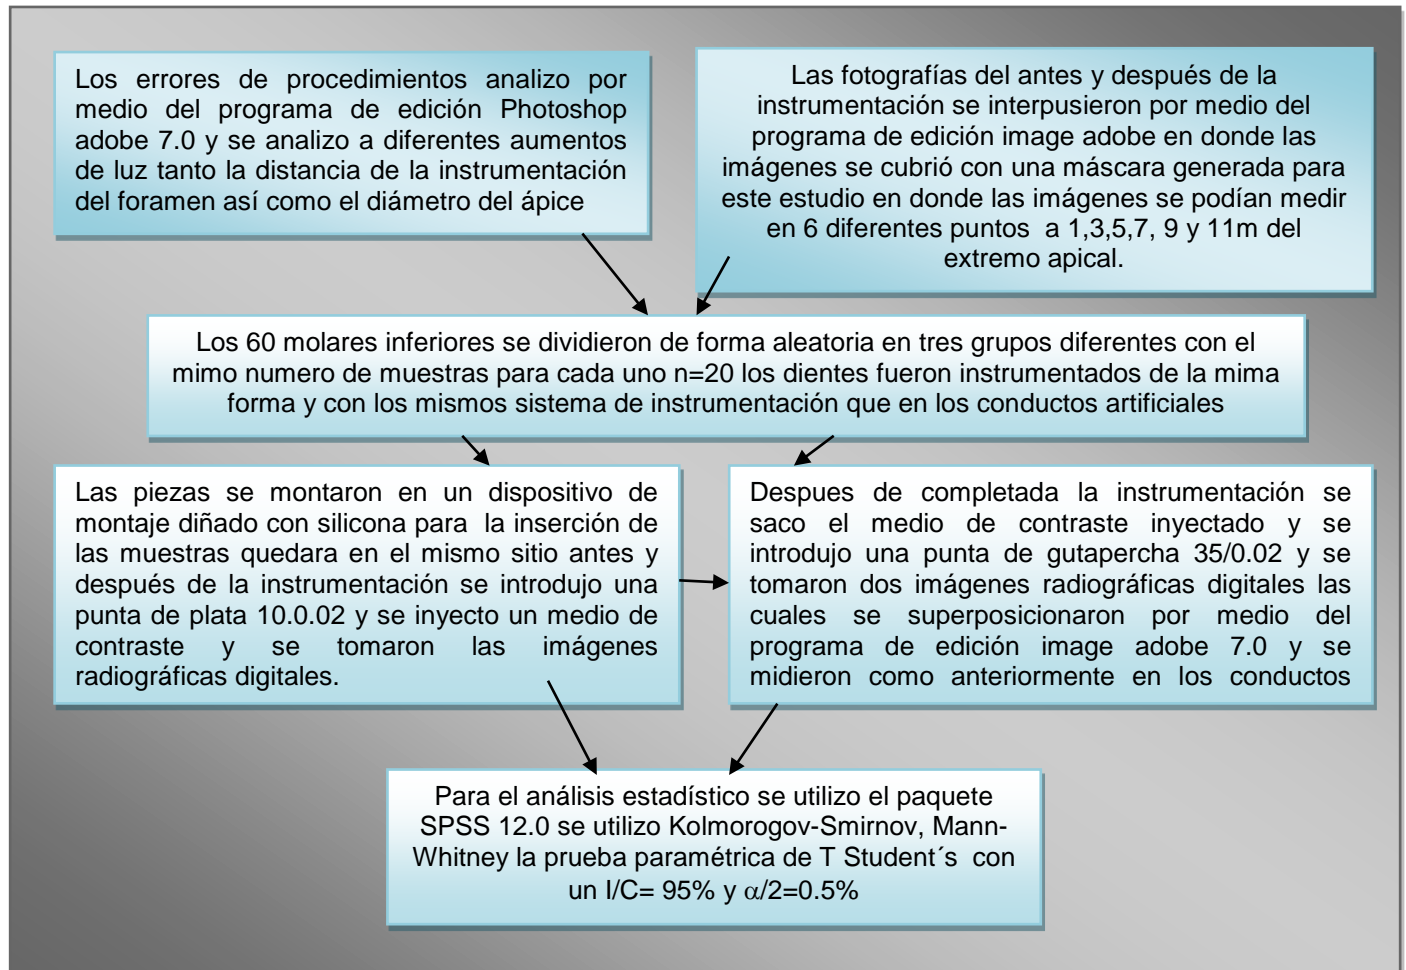 Los errores de procedimientos analizo por
medio del programa de edición Photoshop
adobe 7.0 y se analizo a diferentes aumentos
de luz tanto la distancia de la instrumentación
del foramen así como el diámetro del ápice
Las fotografías del antes y después de la
instrumentación se interpusieron por medio del
programa de edición image adobe en donde las
imágenes se cubrió con una máscara generada para
este estudio en donde las imágenes se podían medir
en 6 diferentes puntos a 1,3,5,7, 9 y 11m del
extremo apical.
Los 60 molares inferiores se dividieron de forma aleatoria en tres grupos diferentes con el
mimo numero de muestras para cada uno n=20 los dientes fueron instrumentados de la mima
forma y con los mismos sistema de instrumentación que en los conductos artificiales
Las piezas se montaron en un dispositivo de
montaje diñado con silicona para la inserción de
las muestras quedara en el mismo sitio antes y
después de la instrumentación se introdujo una
punta de plata 10.0.02 y se inyecto un medio de
contraste y se tomaron las imágenes
radiográficas digitales.
Despues de completada la instrumentación se
saco el medio de contraste inyectado y se
introdujo una punta de gutapercha 35/0.02 y se
tomaron dos imágenes radiográficas digitales las
cuales se superposicionaron por medio del
programa de edición image adobe 7.0 y se
midieron como anteriormente en los conductos
Para el análisis estadístico se utilizo el paquete
SPSS 12.0 se utilizo Kolmorogov-Smirnov, Mann-
Whitney la prueba paramétrica de T Student´s con
un I/C= 95% y α/2=0.5%